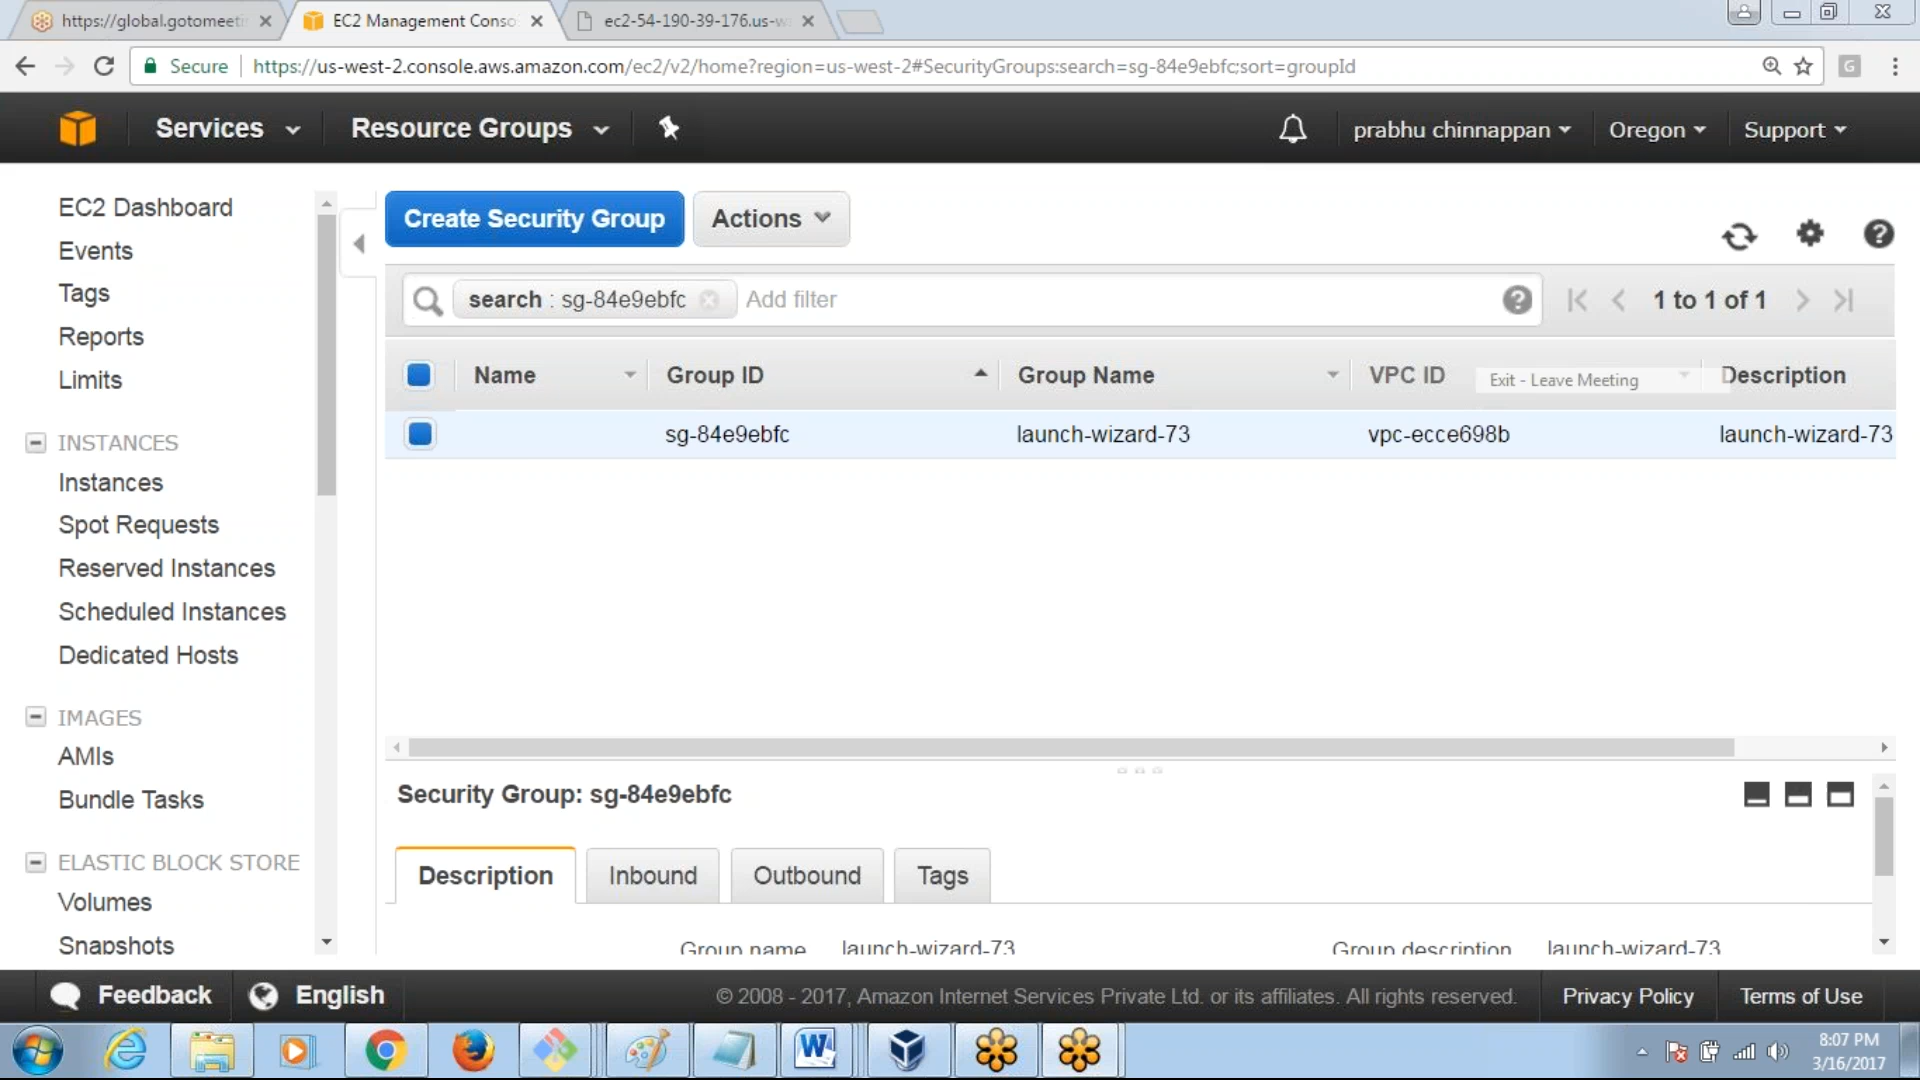 https://global.gotomeeti
EC2 Management Conso
ec2-54-190-39-176.us-w
Secure
https://us-west-2.console.aws.amazon.com/ec2/v2/home?region=us-west-2#SecurityGroups:search=sg-84e9ebfc;sort=groupId
G
Services
Resource Groups
prabhu chinnappan
Oregon
Support
EC2 Dashboard
Events
Tags
Reports
Limits
INSTANCES
Instances
Spot Requests
Reserved Instances
Scheduled Instances
Dedicated Hosts
IMAGES
AMIs
Bundle Tasks
ELASTIC BLOCK STORE
Volumes
Snapshots
Create Security Group
Actions
search : sg-84e9ebfc
Add filter
1 to 1 of 1
Name
Group ID
Group Name
VPC ID
Exit - Leave Meeting
Description
sg-84e9ebfc
launch-wizard-73
vpc-ecce698b
launch-wizard-73
Security Group: sg-84e9ebfc
Description
Inbound
Outbound
Tags
Group name
launch-wizard-73
Group description
launch-wizard-73
Feedback
English
© 2008 - 2017, Amazon Internet Services Private Ltd. or its affiliates. All rights reserved.
Privacy Policy
Terms of Use
8:07 PM
3/16/2017